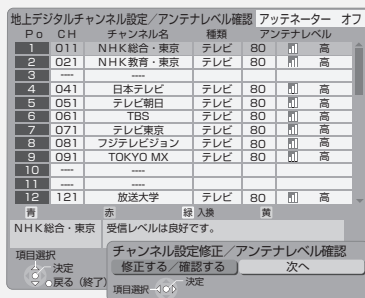 地上デジタルチャンネル設定／アンテナレベル確認 アッテネーター オフ
Po CH チャンネル名 種類 アンテナレベル
1 011 NHK総合・東京 テレビ 80 高
2 021 NHK教育・東京 テレビ 80 高
3 ---- ----
4 041 日本テレビ テレビ 80 高
5 051 テレビ朝日 テレビ 80 高
6 061 TBS テレビ 80 高
7 071 テレビ東京 テレビ 80 高
8 081 フジテレビジョン テレビ 80 高
9 091 TOKYO MX テレビ 80 高
10 ---- ----
11 ---- ----
12 121 放送大学 テレビ 80 高
青 赤 緑 入換 黄
NHK総合・東京 受信レベルは良好です。
項目選択
決定
戻る（終了）
チャンネル設定修正／アンテナレベル確認
修正する／確認する 次へ
項目選択 決定